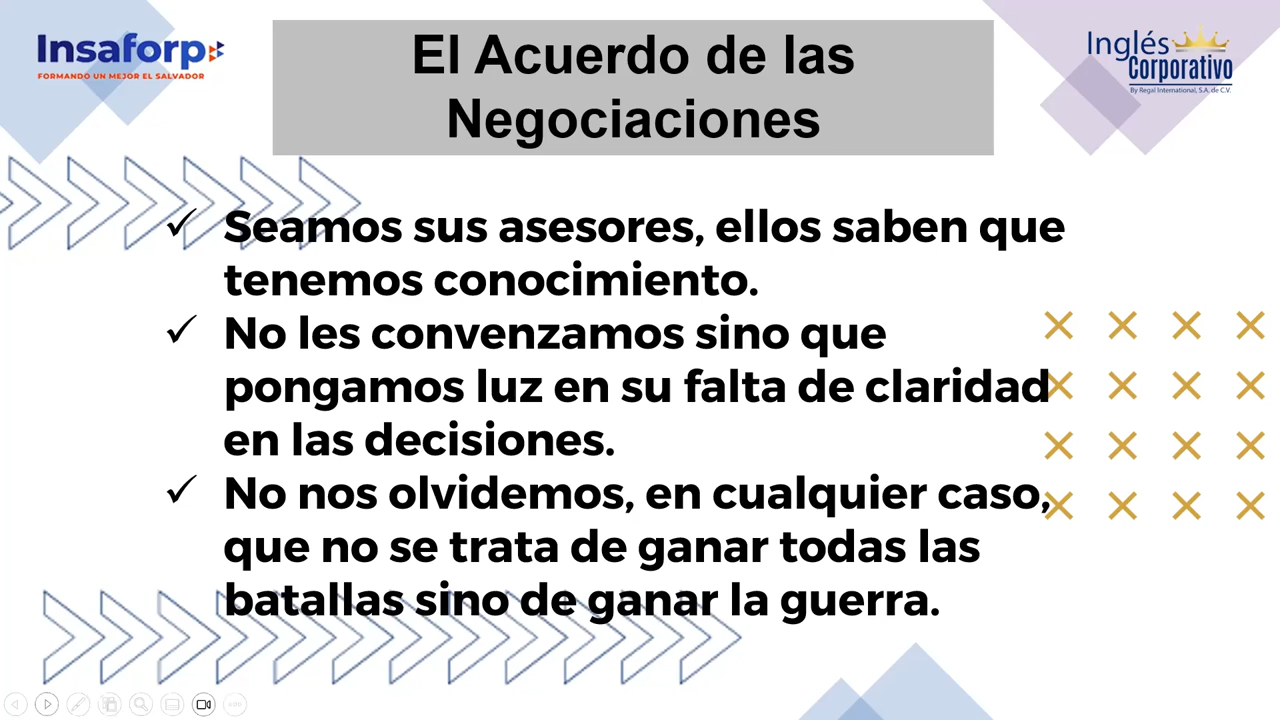 Insaforp
FORMANDO UN MEJOR EL SALVADOR
El Acuerdo de las
Negociaciones
Inglés
Corporativo
By Regal International, S.A. de C.V.
✓ Seamos sus asesores, ellos saben que
tenemos conocimiento.
✓ No les convenzamos sino que
pongamos luz en su falta de claridad
en las decisiones.
✓ No nos olvidemos, en cualquier caso,
que no se trata de ganar todas las
batallas sino de ganar la guerra.